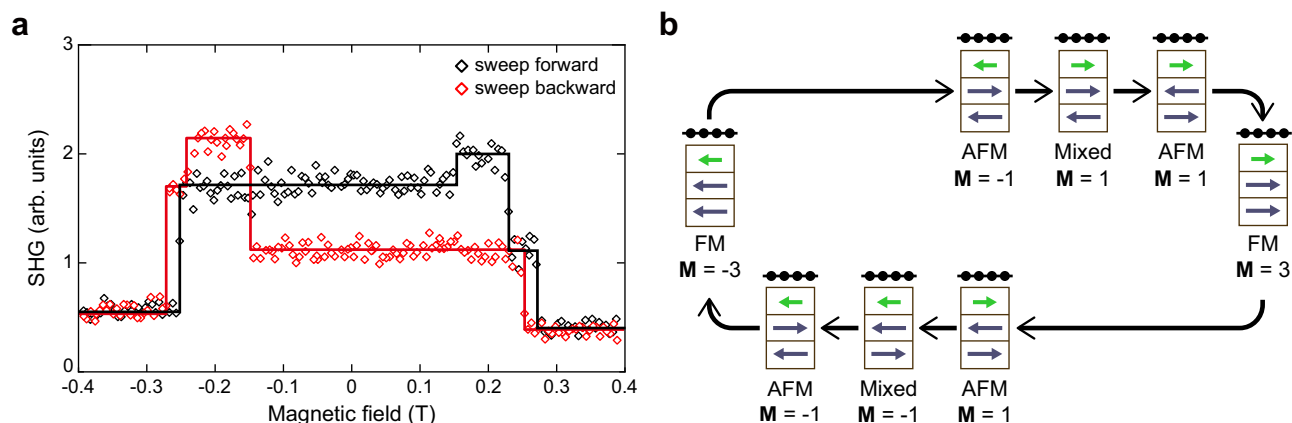 a
3
2
1
0
SHG (arb. units)
sweep forward
sweep backward
-0.4 -0.3 -0.2 -0.1 0 0.1 0.2 0.3 0.4
Magnetic field (T)
b
AFM
M = -1
Mixed
M = 1
AFM
M = 1
FM
M = -3
FM
M = 3
AFM
M = -1
Mixed
M = -1
AFM
M = 1